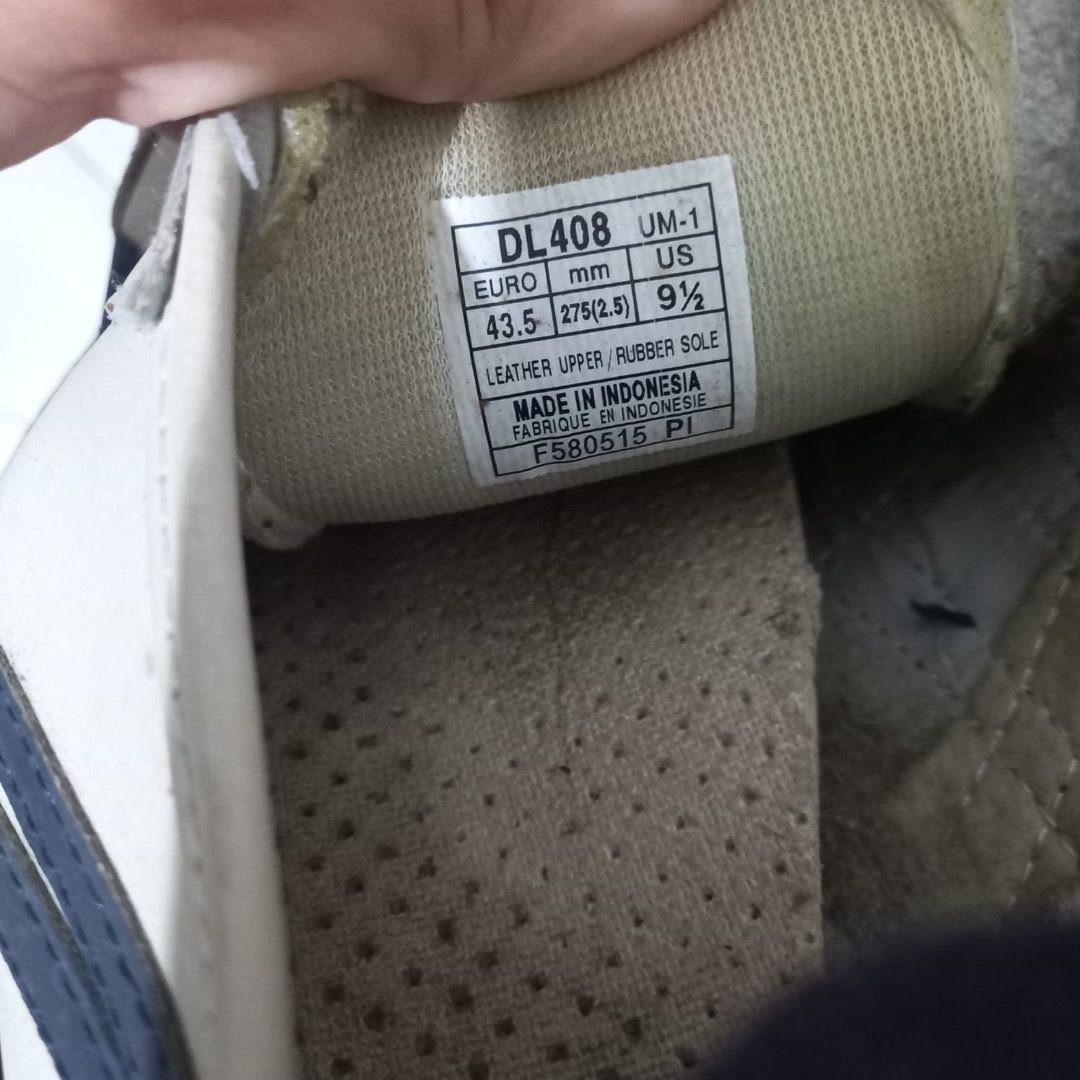 DL408 UM-1
EURO mm US
43.5 275(2.5) 9½
LEATHER UPPER / RUBBER SOLE
MADE IN INDONESIA
FABRIQUE EN INDONESIE
F580515 PI